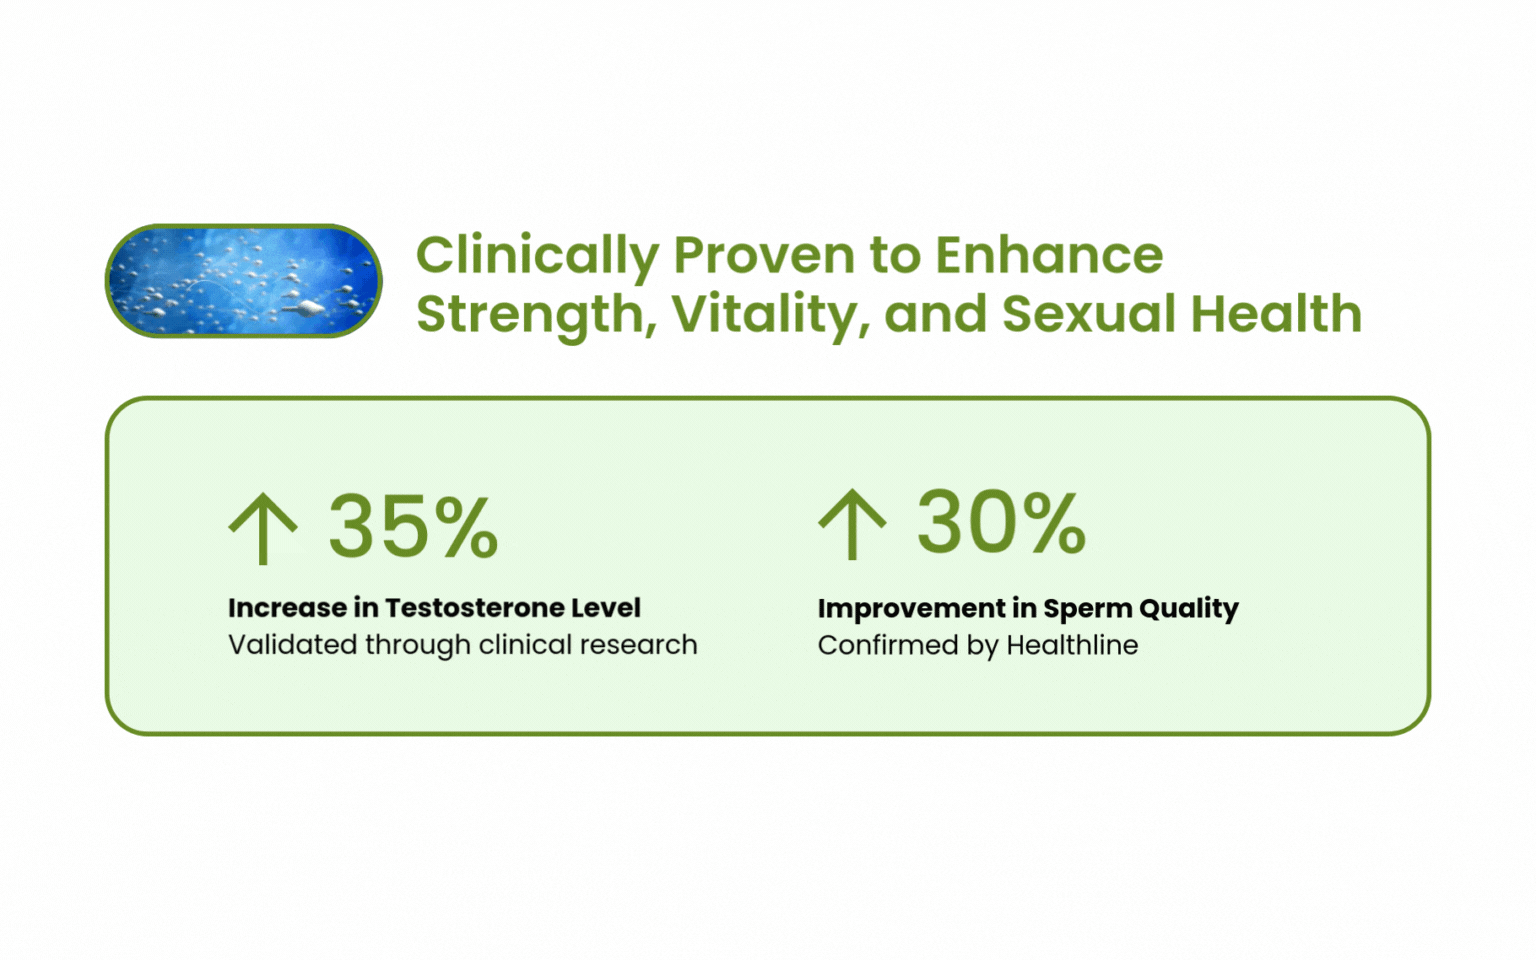 Clinically Proven to Enhance
Strength, Vitality, and Sexual Health
↑ 35%
Increase in Testosterone Level
Validated through clinical research
↑ 30%
Improvement in Sperm Quality
Confirmed by Healthline